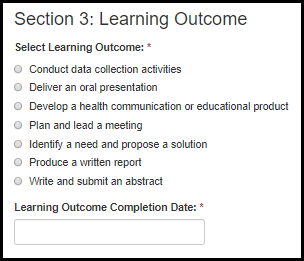 Section 3: Learning Outcome
Select Learning Outcome: *
Conduct data collection activities
Deliver an oral presentation
Develop a health communication or educational product
Plan and lead a meeting
Identify a need and propose a solution
Produce a written report
Write and submit an abstract
Learning Outcome Completion Date: *